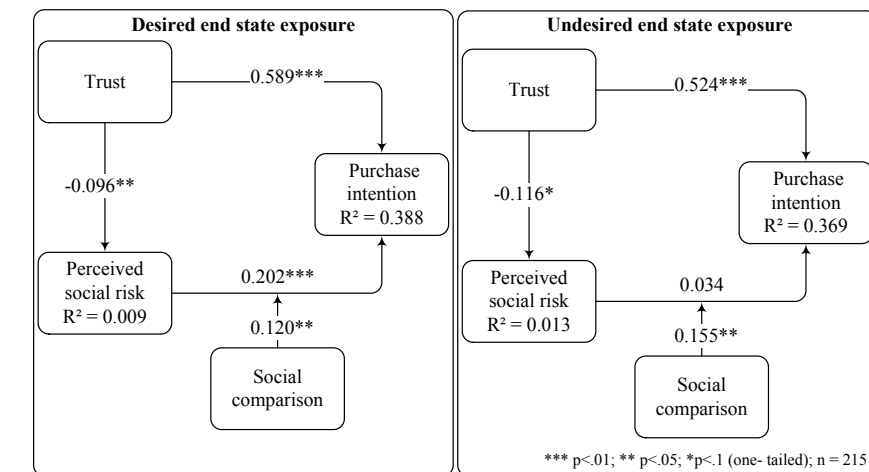 Desired end state exposure
Trust
0.589***
-0.096**
Purchase
intention
R² = 0.388
Perceived
social risk
R² = 0.009
0.202***
0.120**
Social
comparison
Undesired end state exposure
Trust
0.524***
-0.116*
Purchase
intention
R² = 0.369
Perceived
social risk
R² = 0.013
0.034
0.155**
Social
comparison
*** p<.01; ** p<.05; *p<.1 (one- tailed); n = 215